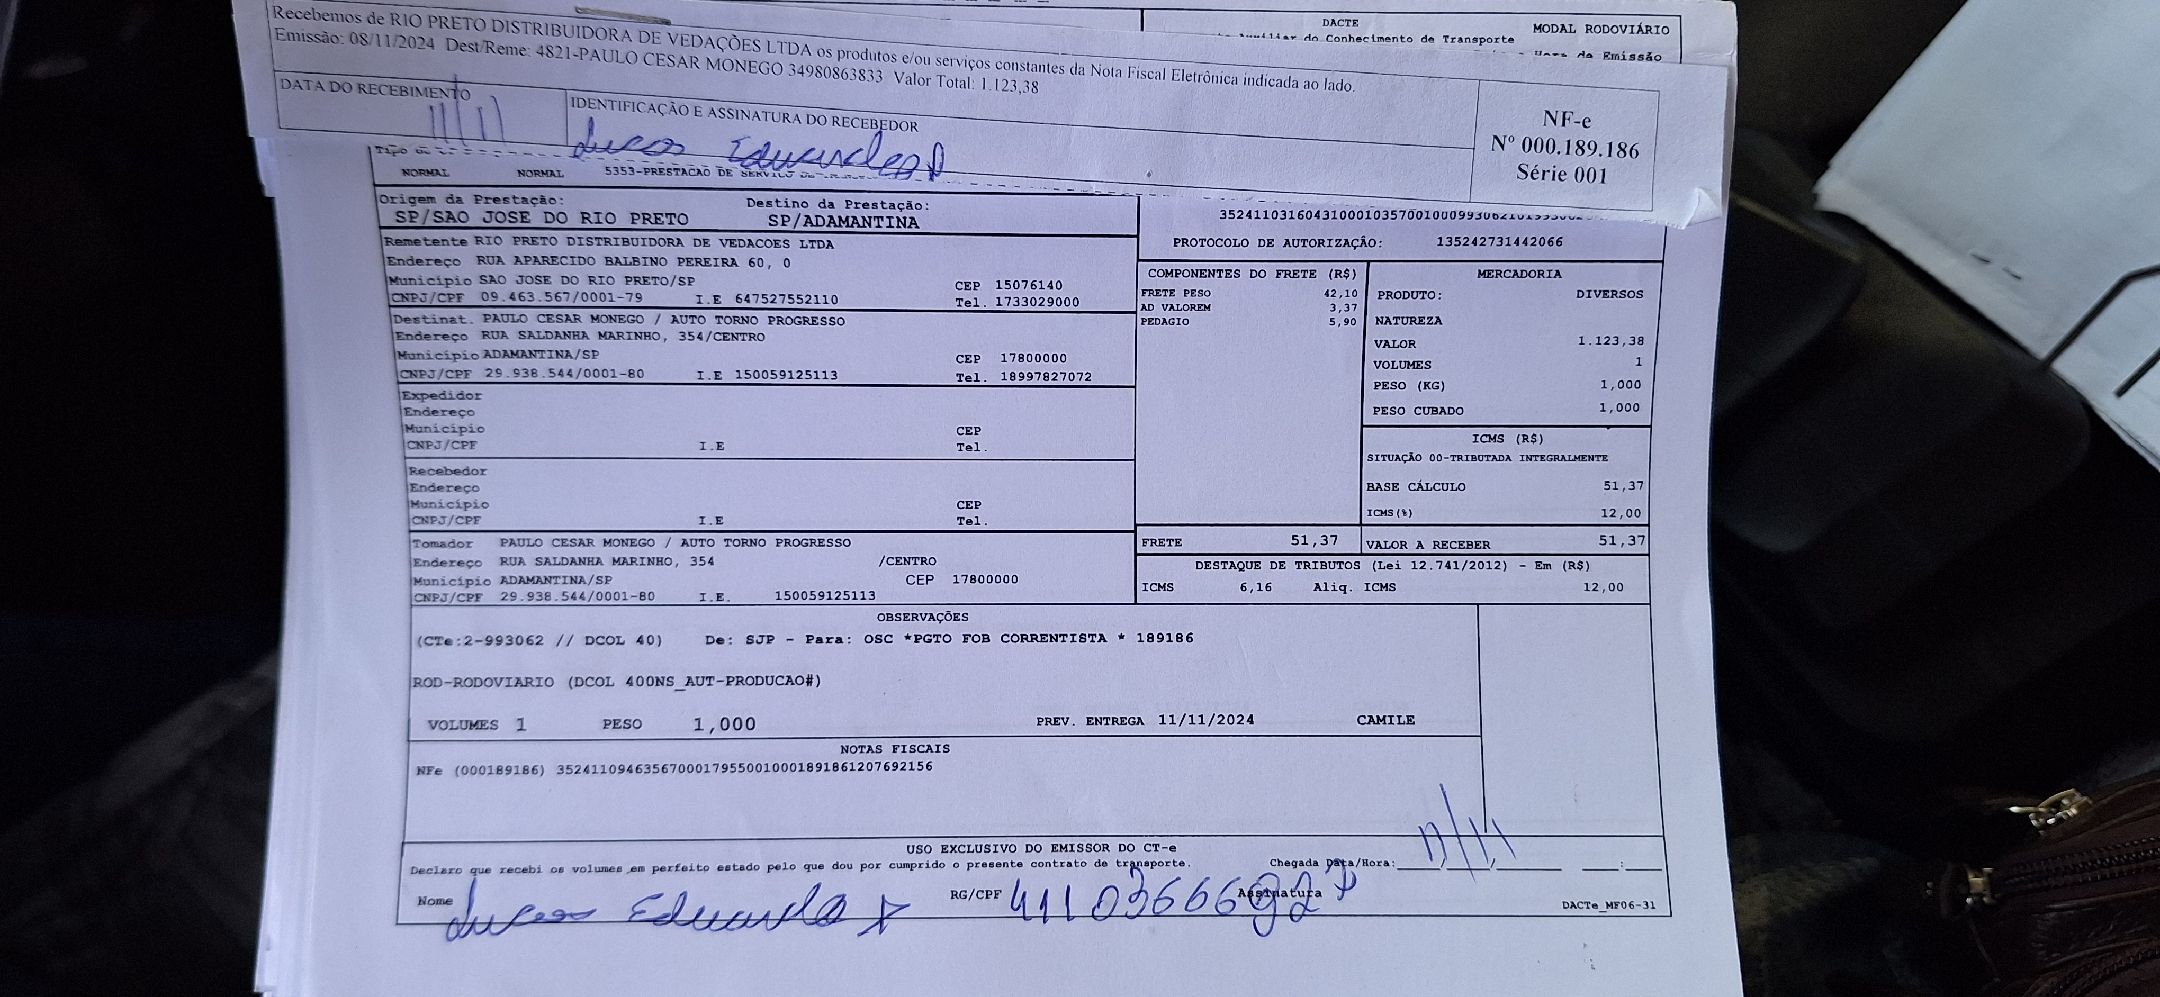 DACTE
MODAL RODOVIÁRIO
do Conhecimento de Transporte
da Emissão
Recebemos de RIO PRETO DISTRIBUIDORA DE VEDAÇÕES LTDA os produtos e/ou serviços constantes da Nota Fiscal Eletrônica indicada ao lado.
Emissão: 08/11/2024 Dest/Reme: 4821-PAULO CESAR MONEGO 34980863833 Valor Total: 1.123,38
DATA DO RECEBIMENTO
11/11
IDENTIFICAÇÃO E ASSINATURA DO RECEBEDOR
Lucas Eduardo
NF-e
Nº 000.189.186
Série 001
Tipo
NORMAL NORMAL 5353-PRESTACAO DE SERVICO
Origem da Prestação: Destino da Prestação:
SP/SAO JOSE DO RIO PRETO SP/ADAMANTINA
PROTOCOLO DE AUTORIZAÇÃO: 135242731442066
Remetente RIO PRETO DISTRIBUIDORA DE VEDACOES LTDA
Endereço RUA APARECIDO BALBINO PEREIRA 60, 0
Município SAO JOSE DO RIO PRETO/SP CEP 15076140
CNPJ/CPF 09.463.567/0001-79 I.E 647527552110 Tel. 1733029000
Destinat. PAULO CESAR MONEGO / AUTO TORNO PROGRESSO
Endereço RUA SALDANHA MARINHO, 354/CENTRO
Município ADAMANTINA/SP CEP 17800000
CNPJ/CPF 29.938.544/0001-80 I.E 150059125113 Tel. 18997827072
Expedidor
Endereço
Município CEP
CNPJ/CPF I.E Tel.
Recebedor
Endereço
Município CEP
CNPJ/CPF I.E Tel.
Tomador PAULO CESAR MONEGO / AUTO TORNO PROGRESSO
Endereço RUA SALDANHA MARINHO, 354 /CENTRO
Município ADAMANTINA/SP CEP 17800000
CNPJ/CPF 29.938.544/0001-80 I.E. 150059125113
COMPONENTES DO FRETE (R$)
FRETE PESO 42,10
AD VALOREM 3,37
PEDAGIO 5,90
MERCADORIA
PRODUTO: DIVERSOS
NATUREZA
VALOR 1.123,38
VOLUMES 1
PESO (KG) 1,000
PESO CUBADO 1,000
ICMS (R$)
SITUAÇÃO 00-TRIBUTADA INTEGRALMENTE
BASE CÁLCULO 51,37
ICMS(%) 12,00
FRETE 51,37 VALOR A RECEBER 51,37
DESTAQUE DE TRIBUTOS (Lei 12.741/2012) - Em (R$)
ICMS 6,16 Aliq. ICMS 12,00
OBSERVAÇÕES
(CTe:2-993062 // DCOL 40) De: SJP - Para: OSC *PGTO FOB CORRENTISTA * 189186
ROD-RODOVIARIO (DCOL 400NS_AUT-PRODUCAO#)
VOLUMES 1 PESO 1,000 PREV. ENTREGA 11/11/2024 CAMILE
NOTAS FISCAIS
NFe (000189186) 35241109463567000179550010001891861207692156
USO EXCLUSIVO DO EMISSOR DO CT-e
Declaro que recebi os volumes em perfeito estado pelo que dou por cumprido o presente contrato de transporte. Chegada Data/Hora: 11/11
Nome Lucas Eduardo RG/CPF Assinatura
DACTe_MF06-31